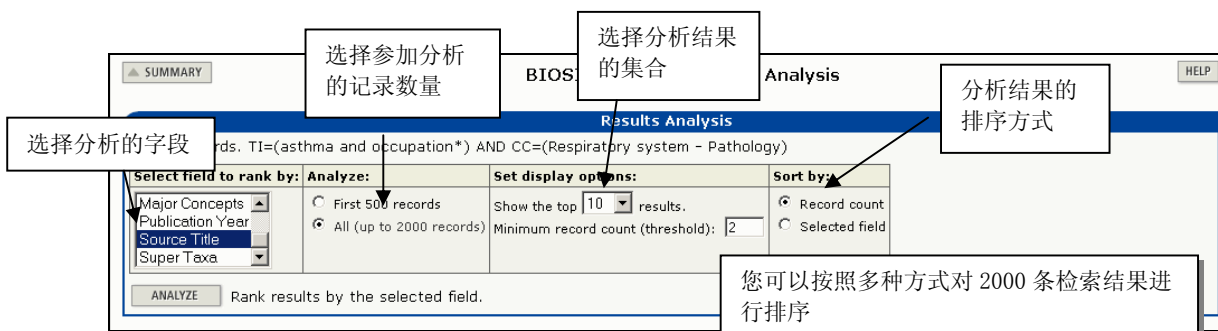 选择参加分析
的记录数量
选择分析结果
的集合
分析结果的
排序方式
选择分析的字段
SUMMARY
BIOS
Analysis
HELP
Results Analysis
rds. TI=(asthma and occupation*) AND CC=(Respiratory system - Pathology)
Select field to rank by:
Major Concepts
Publication Year
Source Title
Super Taxa
Analyze:
First 500 records
All (up to 2000 records)
Set display options:
Show the top 10 results.
Minimum record count (threshold): 2
Sort by:
Record count
Selected field
ANALYZE Rank results by the selected field.
您可以按照多种方式对 2000 条检索结果进
行排序